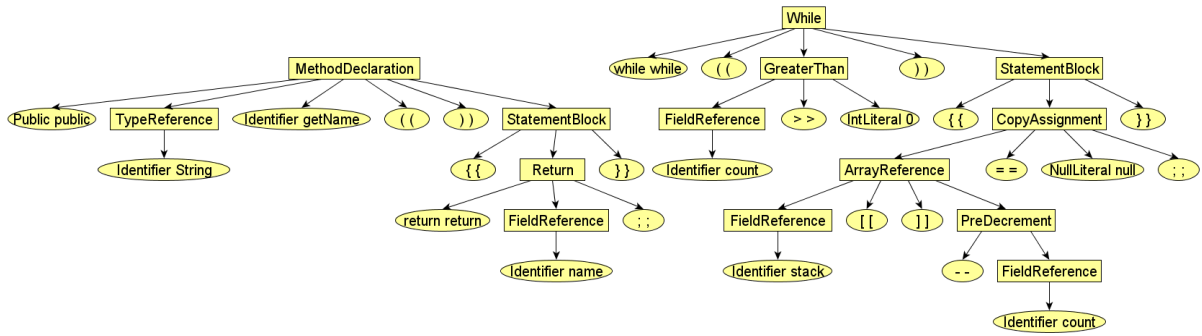 While
while while
( (
GreaterThan
) )
StatementBlock
MethodDeclaration
Public public
TypeReference
Identifier getName
( (
) )
StatementBlock
FieldReference
> >
IntLiteral 0
{ {
CopyAssignment
} }
Identifier String
{ {
Return
} }
Identifier count
ArrayReference
= =
NullLiteral null
; ;
return return
FieldReference
; ;
FieldReference
[ [
] ]
PreDecrement
Identifier name
Identifier stack
- -
FieldReference
Identifier count